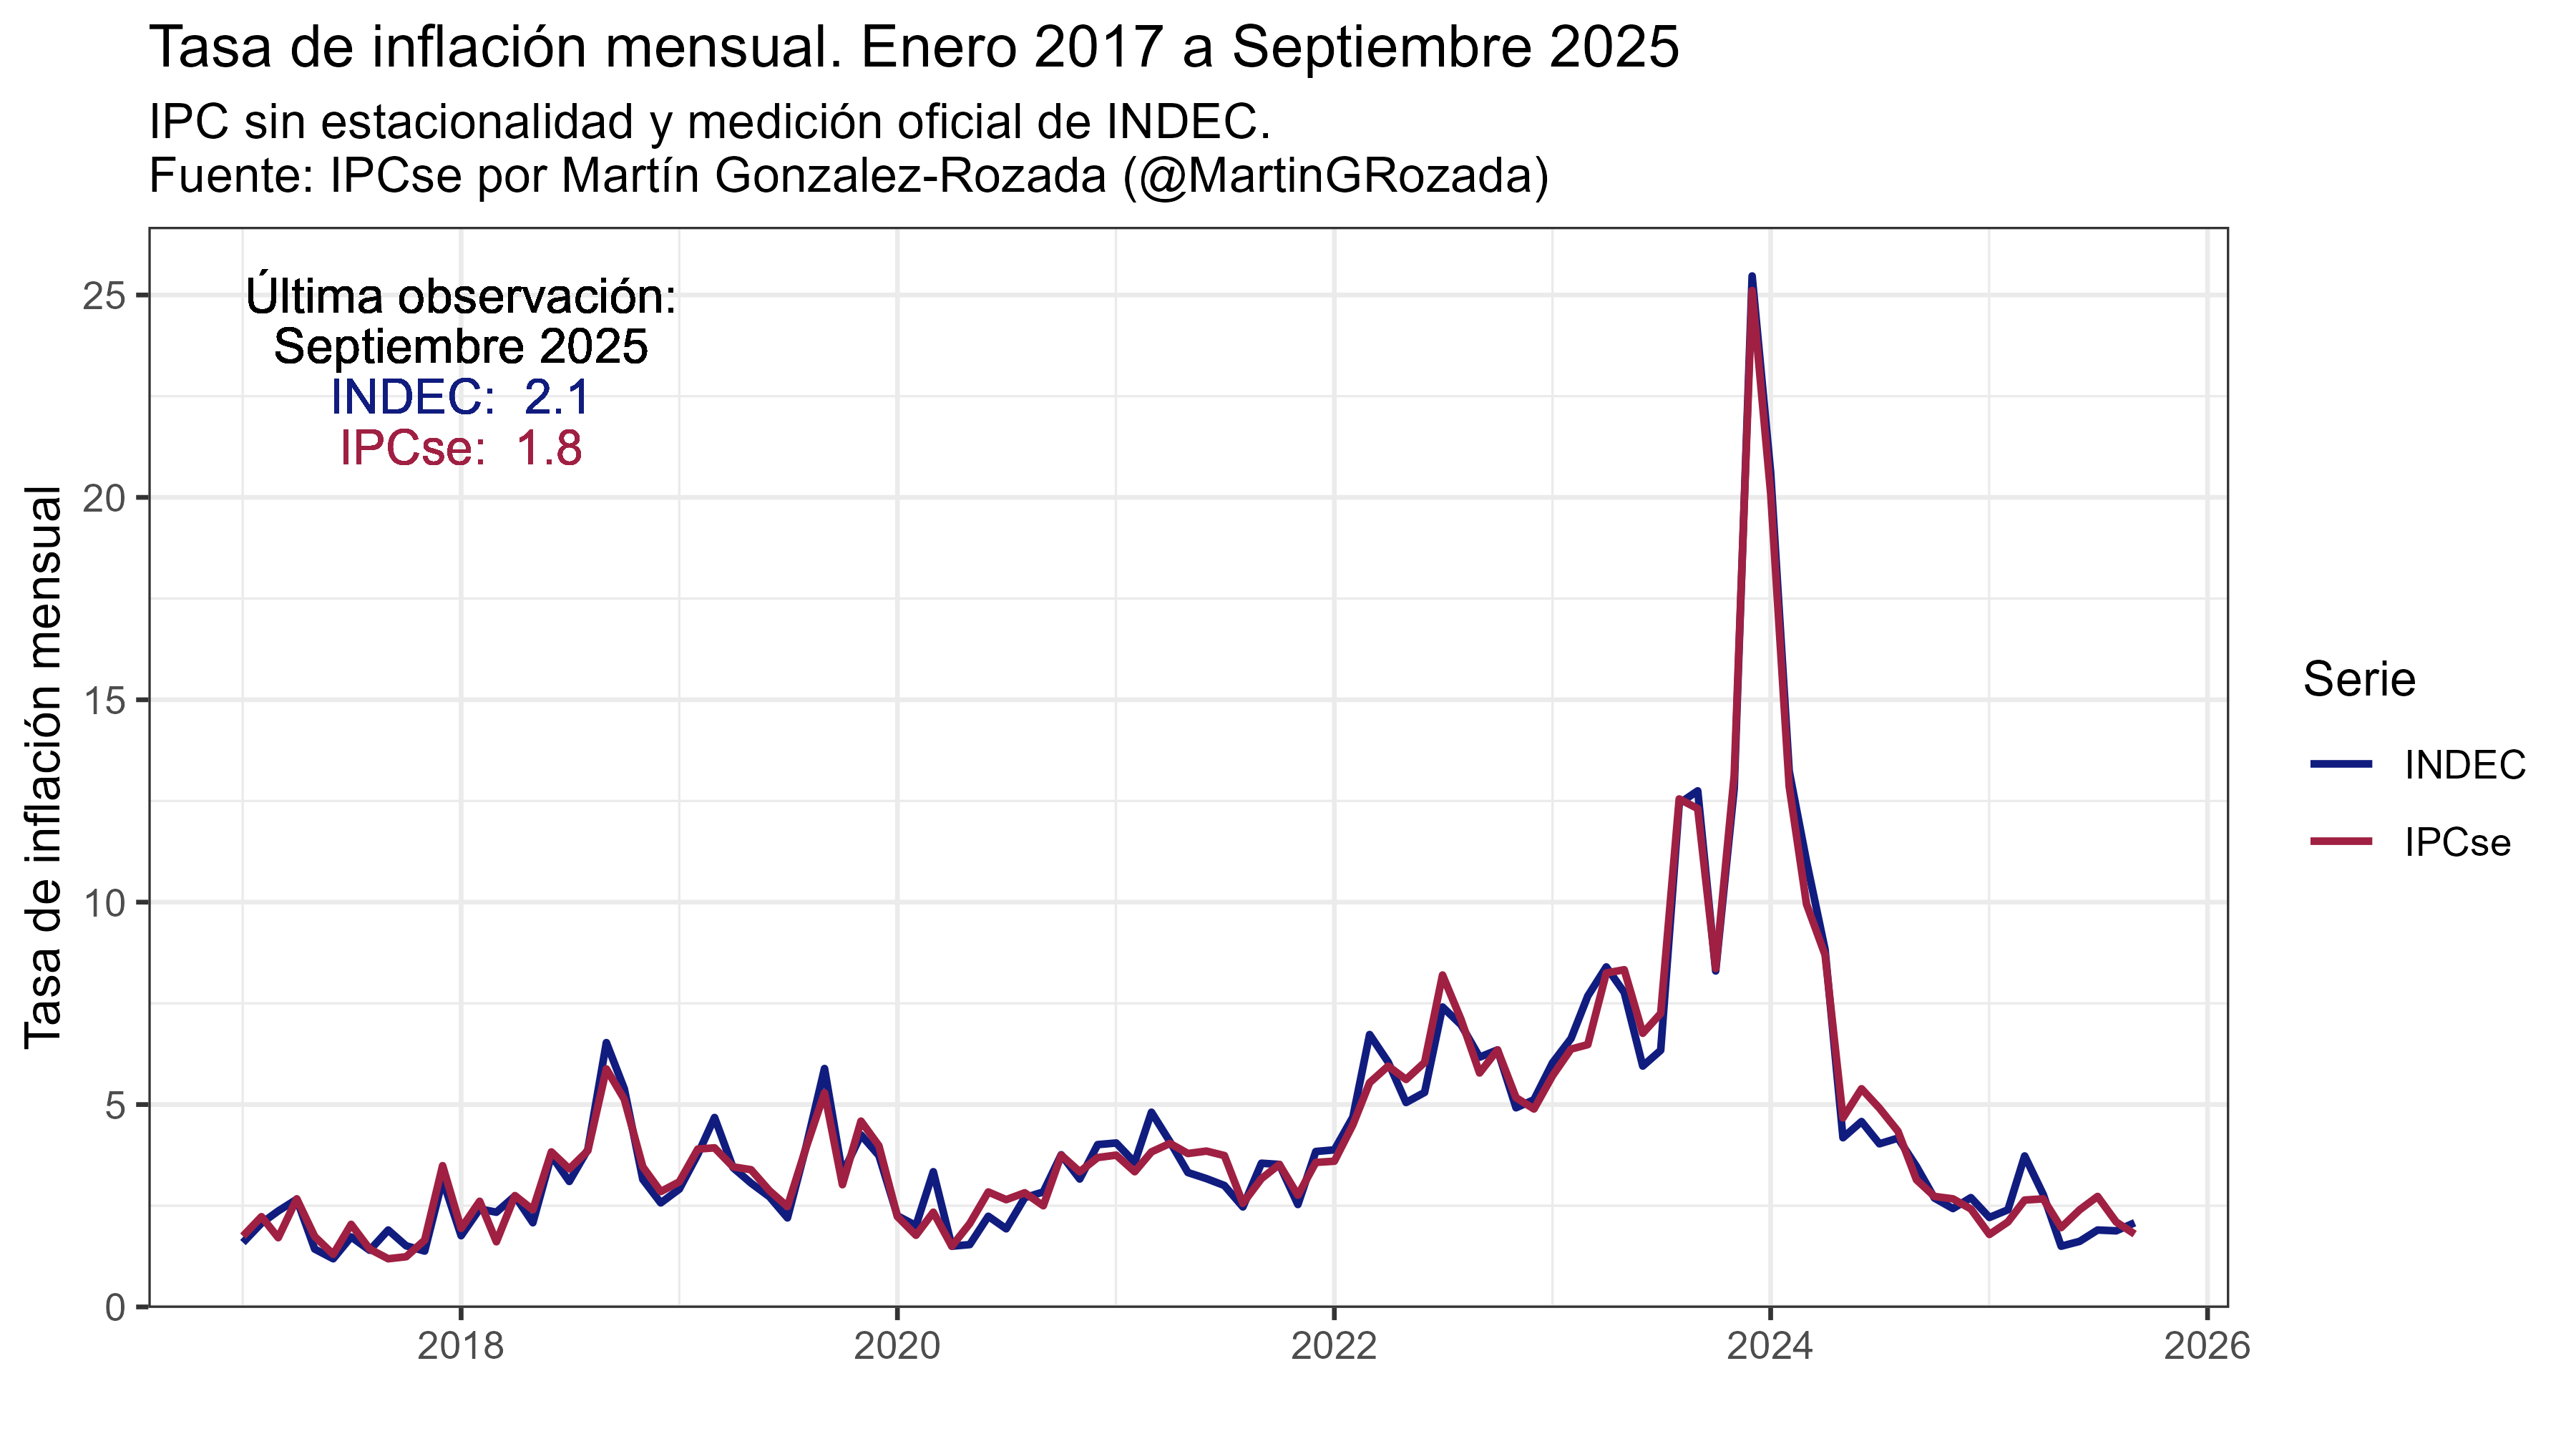 Tasa de inflación mensual. Enero 2017 a Septiembre 2025
IPC sin estacionalidad y medición oficial de INDEC.
Fuente: IPCse por Martín Gonzalez-Rozada (@MartinGRozada)
Última observación:
Septiembre 2025
INDEC: 2.1
IPCse: 1.8
Tasa de inflación mensual
25
20
15
10
5
0
2018
2020
2022
2024
2026
Serie
INDEC
IPCse